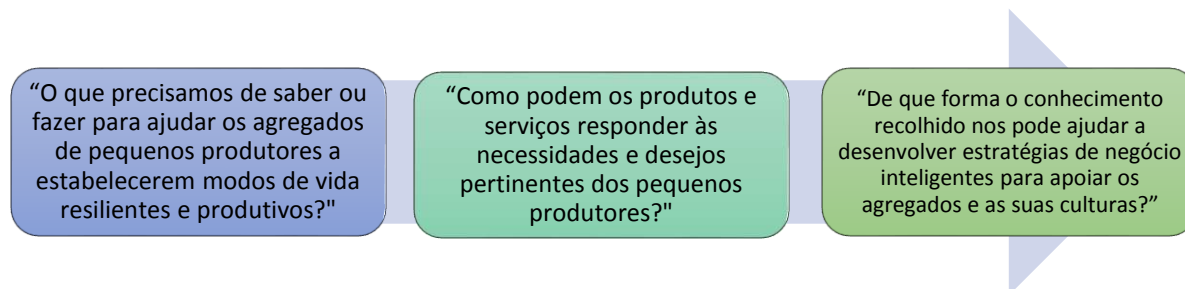 “O que precisamos de saber ou
fazer para ajudar os agregados
de pequenos produtores a
estabelecerem modos de vida
resilientes e produtivos?"
“Como podem os produtos e
serviços responder às
necessidades e desejos
pertinentes dos pequenos
produtores?"
“De que forma o conhecimento
recolhido nos pode ajudar a
desenvolver estratégias de negócio
inteligentes para apoiar os
agregados e as suas culturas?”